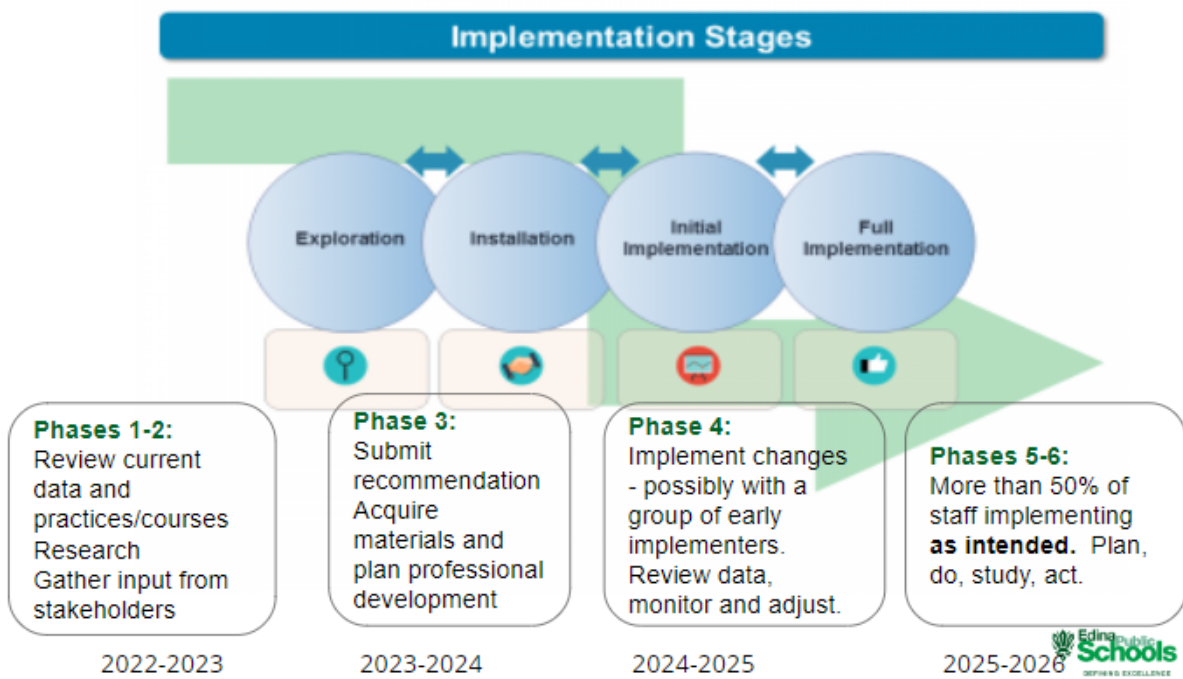 Implementation Stages
Exploration
Installation
Initial
Implementation
Full
Implementation
Phases 1-2:
Review current
data and
practices/courses
Research
Gather input from
stakeholders
Phase 3:
Submit
recommendation
Acquire
materials and
plan professional
development
Phase 4:
Implement changes
- possibly with a
group of early
implementers.
Review data,
monitor and adjust.
Phases 5-6:
More than 50% of
staff implementing
as intended.  Plan,
do, study, act.
2022-2023
2023-2024
2024-2025
2025-2026
Edina Public
Schools
DEFINING EXCELLENCE